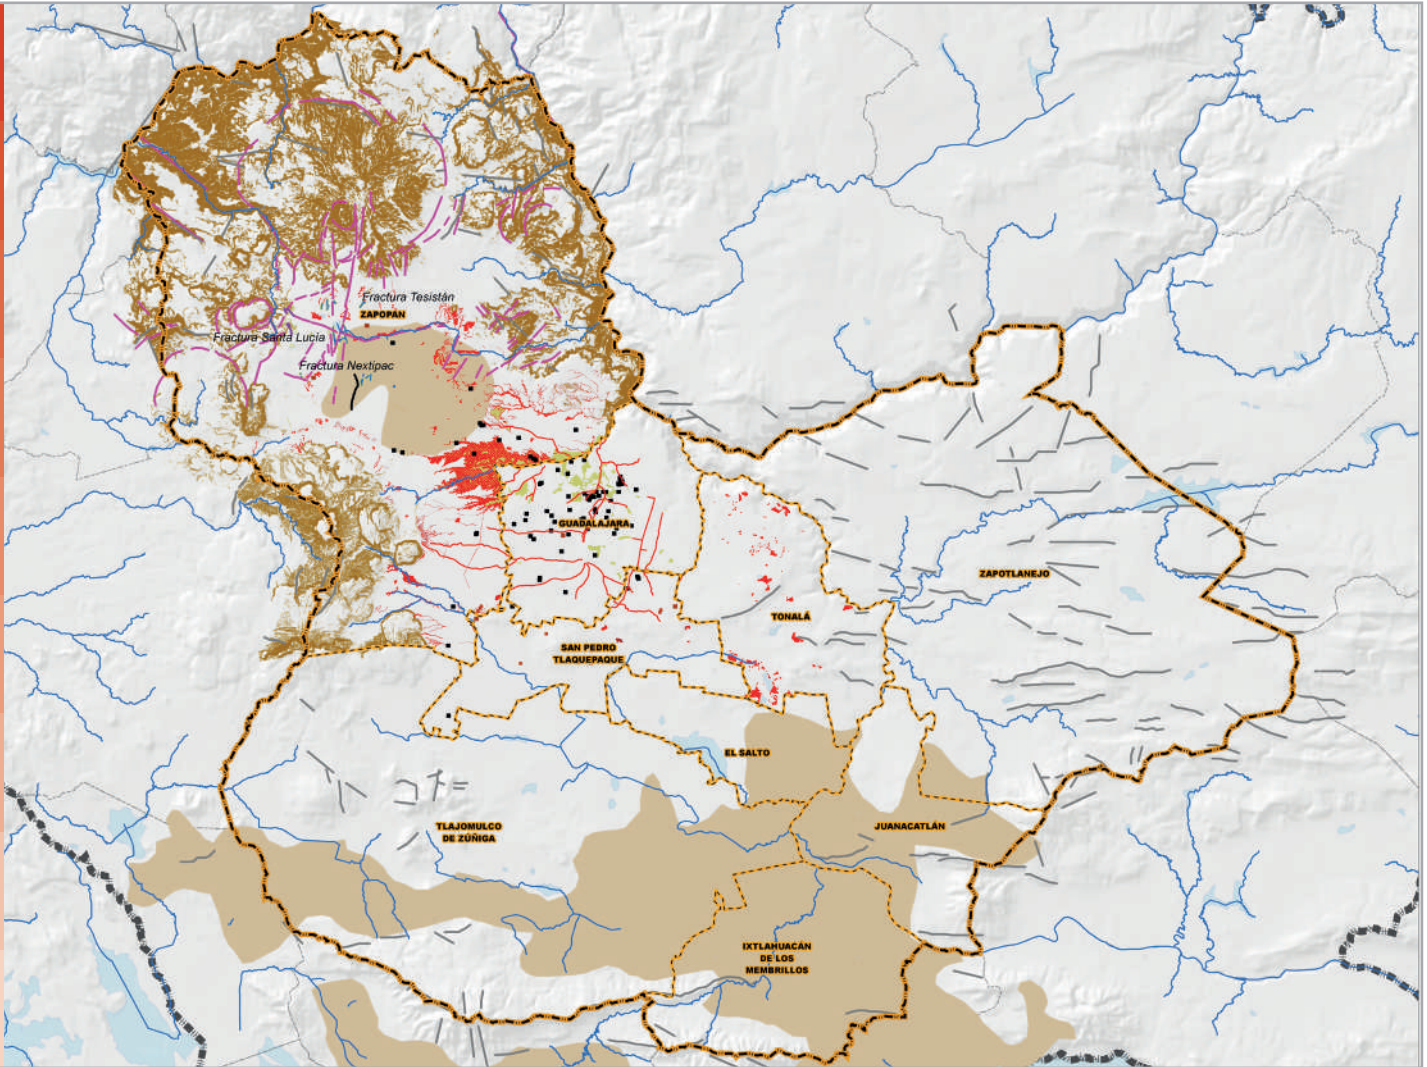 Fractura Tesistán
ZAPOPÁN
Fractura Santa Lucía
Fractura Nextipac
GUADALAJARA
ZAPOTLANEJO
TONALÁ
SAN PEDRO
TLAQUEPAQUE
EL SALTO
TLAJOMULCO
DE ZÚÑIGA
JUANACATLÁN
IXTLAHUACÁN
DE LOS
MEMBRILLOS